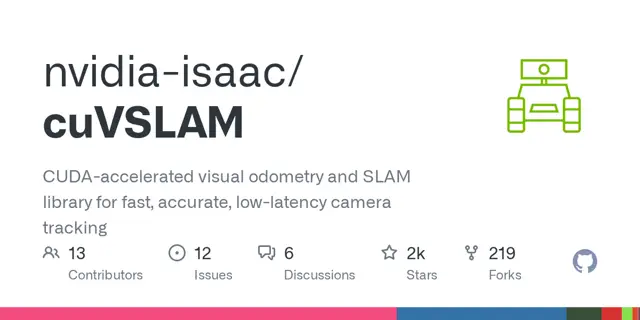 nvidia-isaac/
cuVSLAM
CUDA-accelerated visual odometry and SLAM
library for fast, accurate, low-latency camera
tracking
13 12 6 2k 219
Contributors Issues Discussions Stars Forks